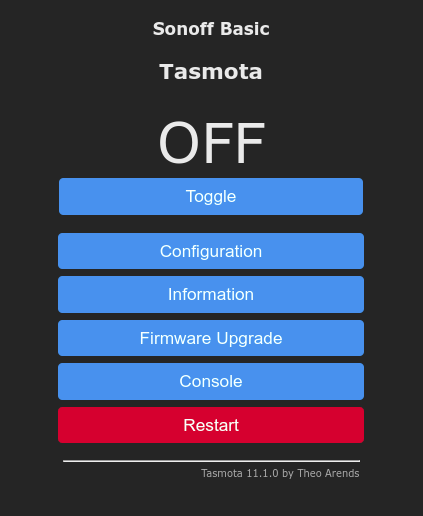 Sonoff Basic
Tasmota
OFF
Toggle
Configuration
Information
Firmware Upgrade
Console
Restart
Tasmota 11.1.0 by Theo Arends